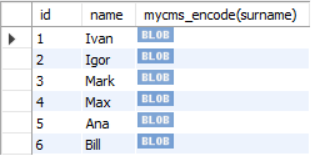 id name mycms_encode(surname)
1 Ivan BLOB
2 Igor BLOB
3 Mark BLOB
4 Max BLOB
5 Ana BLOB
6 Bill BLOB